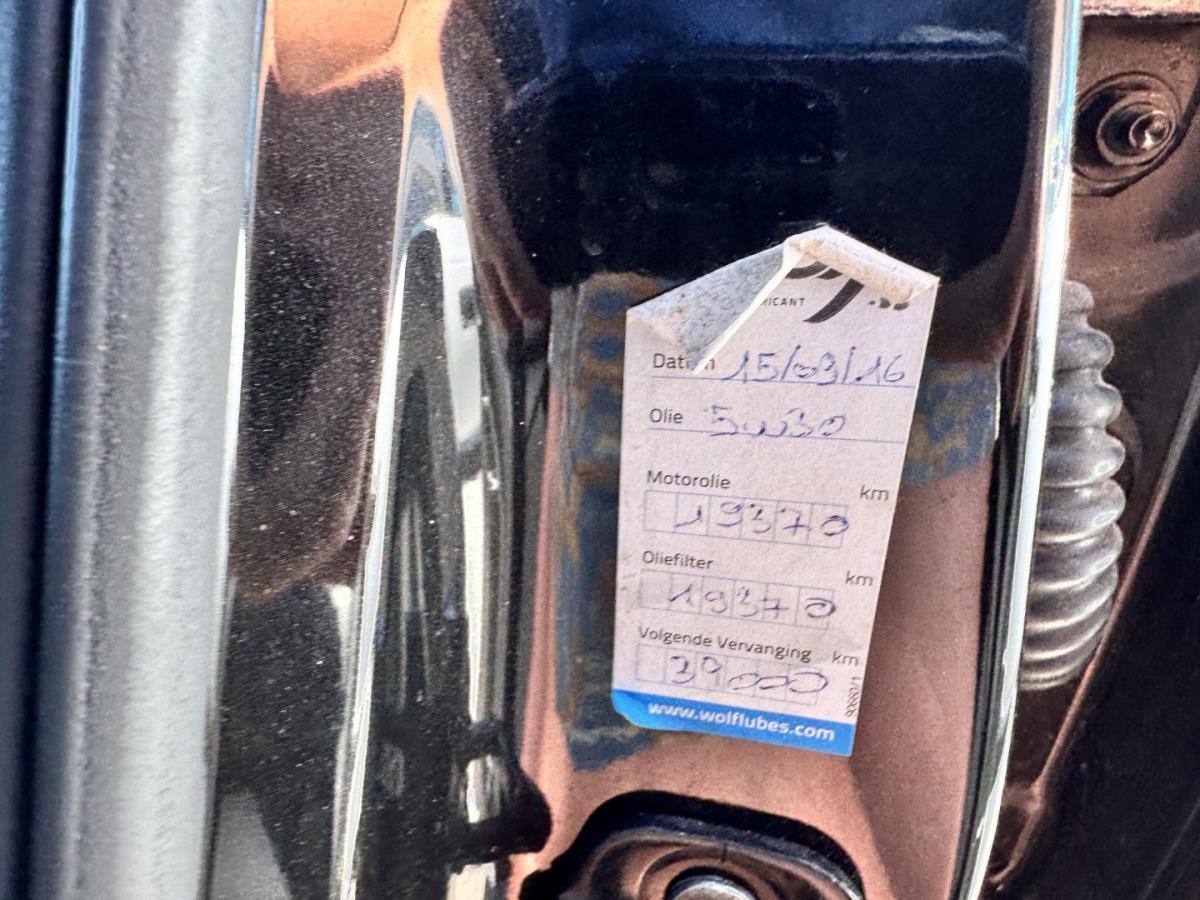 Datum 15/03/16
Olie 5w30
Motorolie km
19370
Oliefilter km
19370
Volgende Vervanging km
39000
www.wolflubes.com